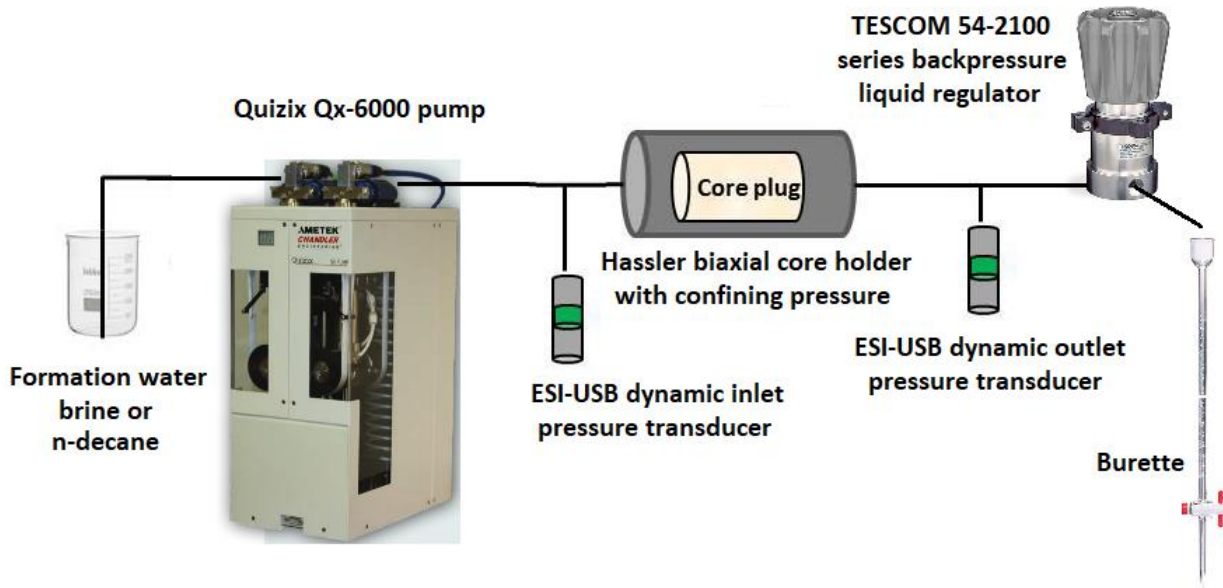 TESCOM 54-2100
series backpressure
liquid regulator
Quizix Qx-6000 pump
Core plug
AMETEK
CHANDLER
Hassler biaxial core holder
with confining pressure
Formation water
brine or
n-decane
ESI-USB dynamic inlet
pressure transducer
ESI-USB dynamic outlet
pressure transducer
Burette